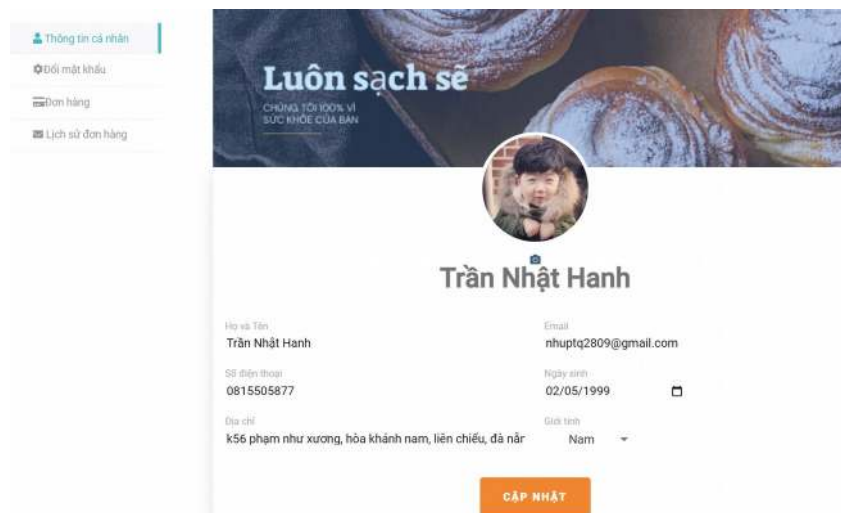 Thông tin cá nhân
Đổi mật khẩu
Đơn hàng
Lịch sử đơn hàng
Luôn sạch sẽ
CHÚNG TÔI 100% VÌ
SỨC KHỎE CỦA BẠN
Trần Nhật Hanh
Họ và Tên
Trần Nhật Hanh
Email
nhuptq2809@gmail.com
Số điện thoại
0815505877
Ngày sinh
02/05/1999
Địa chỉ
k56 phạm như xương, hòa khánh nam, liên chiểu, đà nẵr
Giới tính
Nam
CẬP NHẬT